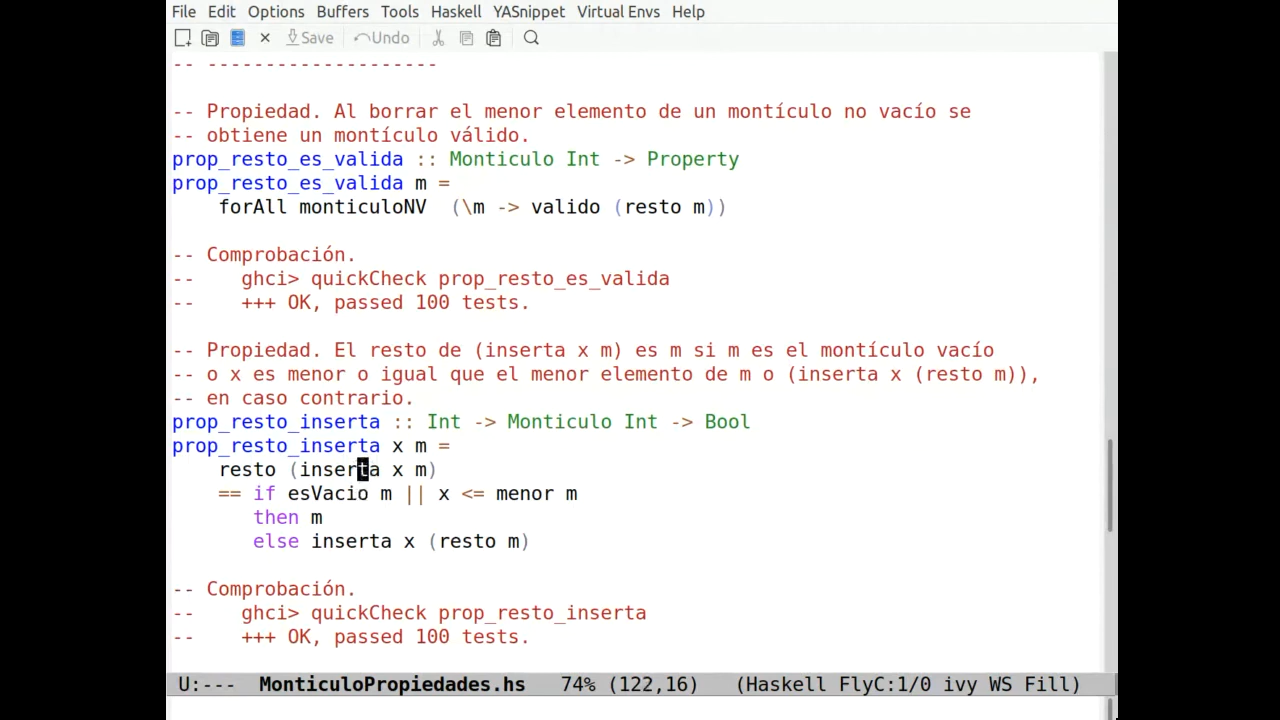 File Edit Options Buffers Tools Haskell YASnippet Virtual Envs Help
Save Undo
-- --------------------
-- Propiedad. Al borrar el menor elemento de un montículo no vacío se
-- obtiene un montículo válido.
prop_resto_es_valida :: Monticulo Int -> Property
prop_resto_es_valida m =
    forAll monticuloNV  (\m -> valido (resto m))
-- Comprobación.
--    ghci> quickCheck prop_resto_es_valida
--    +++ OK, passed 100 tests.
-- Propiedad. El resto de (inserta x m) es m si m es el montículo vacío
-- o x es menor o igual que el menor elemento de m o (inserta x (resto m)),
-- en caso contrario.
prop_resto_inserta :: Int -> Monticulo Int -> Bool
prop_resto_inserta x m =
    resto (inserta x m)
    == if esVacio m || x <= menor m
       then m
       else inserta x (resto m)
-- Comprobación.
--    ghci> quickCheck prop_resto_inserta
--    +++ OK, passed 100 tests.
U:---  MonticuloPropiedades.hs   74% (122,16)   (Haskell FlyC:1/0 ivy WS Fill)